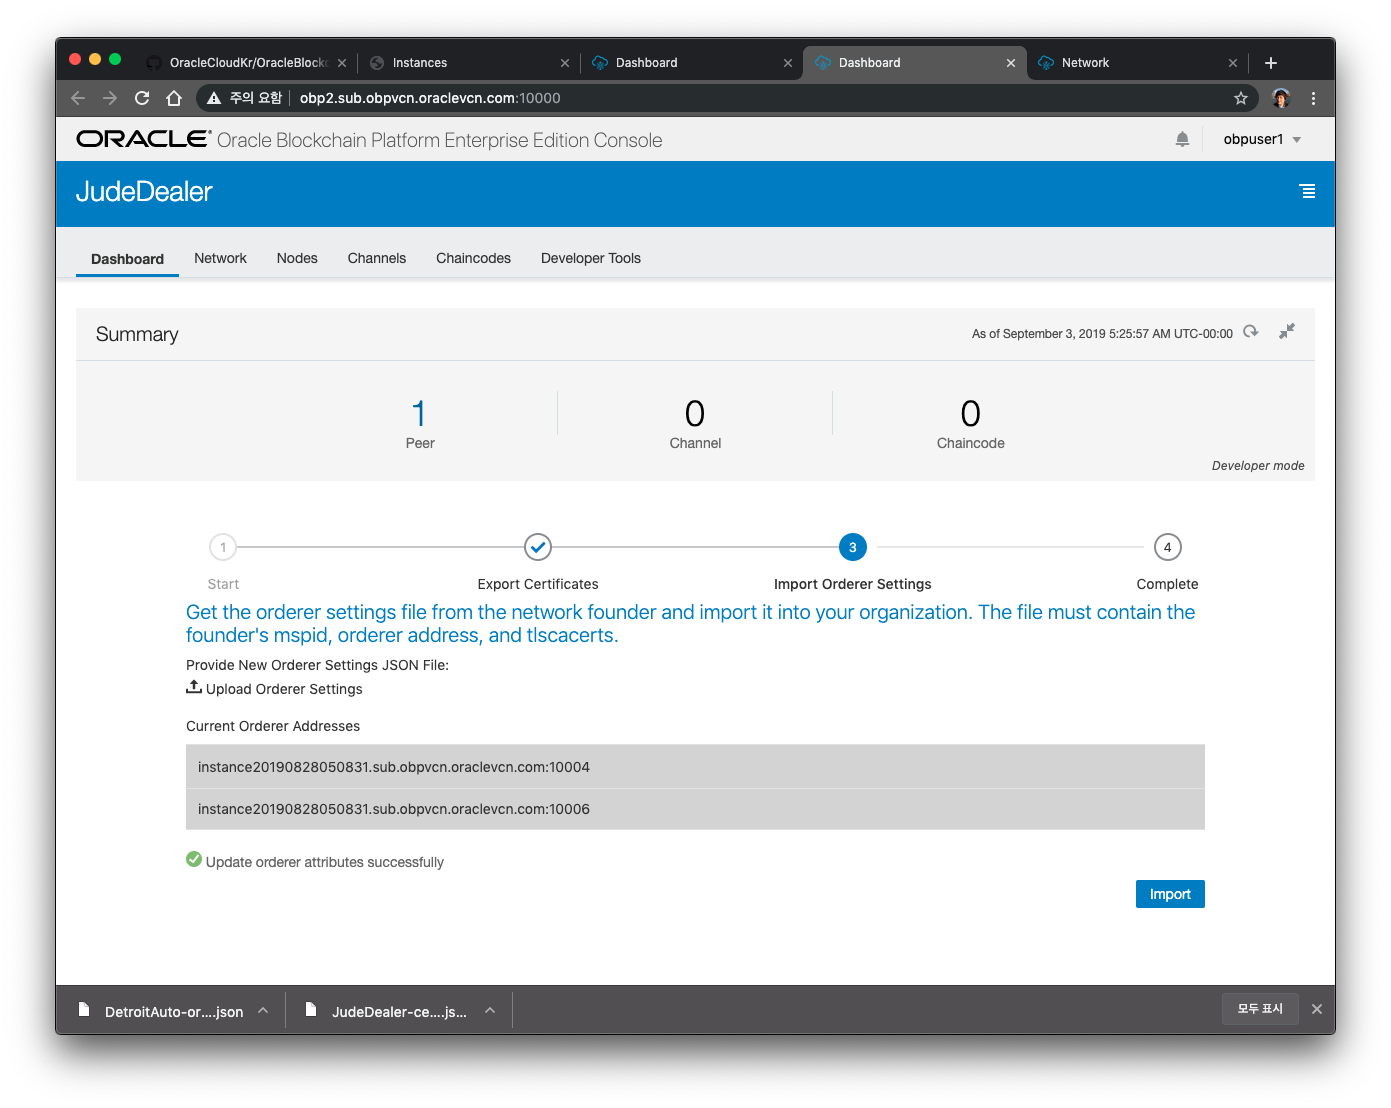 OracleCloudKr/OracleBlockc
Instances
Dashboard
Dashboard
Network
주의 요함 obp2.sub.obpvcn.oraclevcn.com:10000
ORACLE® Oracle Blockchain Platform Enterprise Edition Console
obpuser1
JudeDealer
Dashboard Network Nodes Channels Chaincodes Developer Tools
Summary
As of September 3, 2019 5:25:57 AM UTC-00:00
1 0 0
Peer Channel Chaincode
Developer mode
1 3 4
Start Export Certificates Import Orderer Settings Complete
Get the orderer settings file from the network founder and import it into your organization. The file must contain the
founder's mspid, orderer address, and tlscacerts.
Provide New Orderer Settings JSON File:
Upload Orderer Settings
Current Orderer Addresses
instance20190828050831.sub.obpvcn.oraclevcn.com:10004
instance20190828050831.sub.obpvcn.oraclevcn.com:10006
Update orderer attributes successfully
Import
DetroitAuto-or....json
JudeDealer-ce....js...
모두 표시